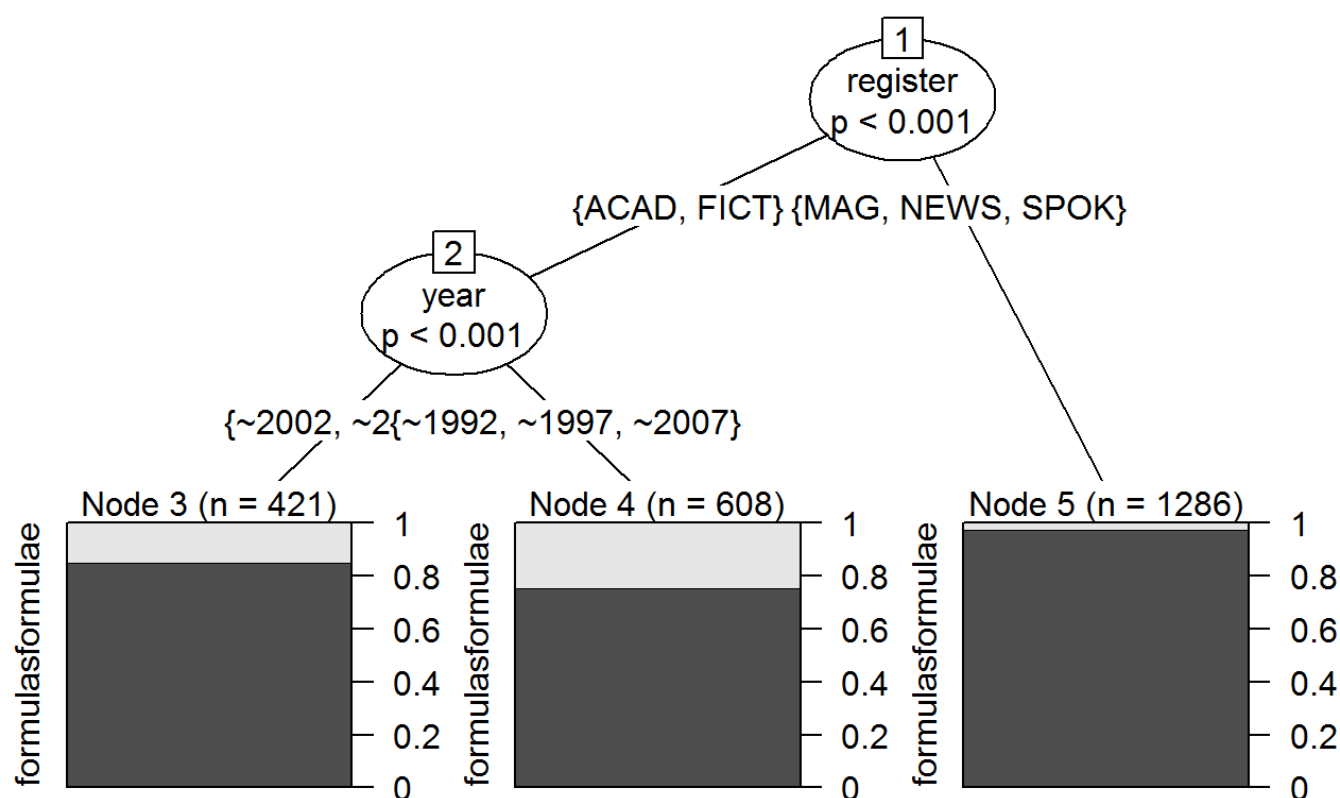 1
register
p < 0.001
{ACAD, FICT} {MAG, NEWS, SPOK}
2
year
p < 0.001
{~2002, ~2{~1992, ~1997, ~2007}
Node 3 (n = 421)
formulasformulae
1
0.8
0.6
0.4
0.2
0
Node 4 (n = 608)
formulasformulae
1
0.8
0.6
0.4
0.2
0
Node 5 (n = 1286)
formulasformulae
1
0.8
0.6
0.4
0.2
0